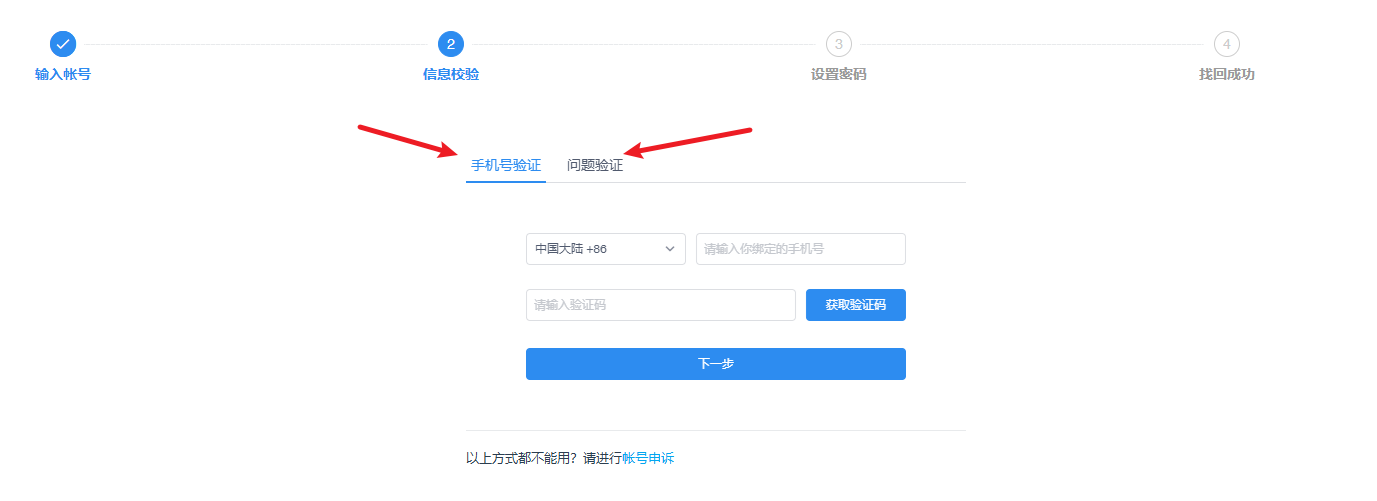 2 3 4
输入帐号 信息校验 设置密码 找回成功
手机号验证 问题验证
中国大陆 +86 请输入你绑定的手机号
请输入验证码 获取验证码
下一步
以上方式都不能用？请进行帐号申诉